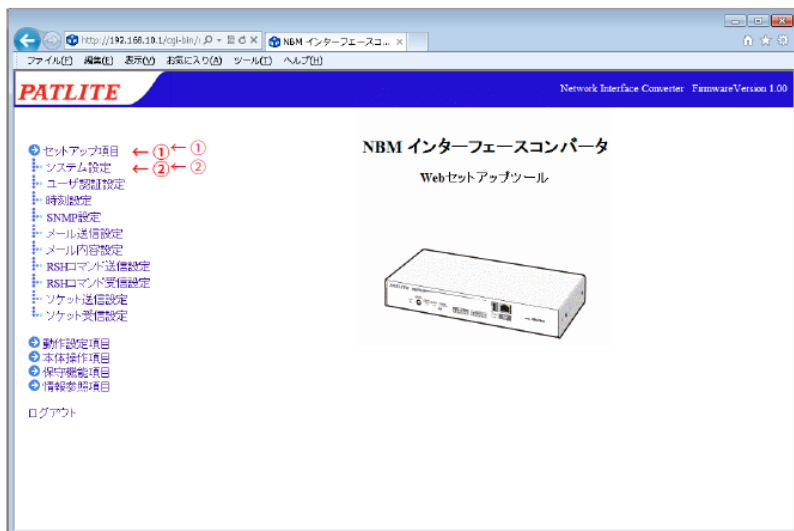 http://192.168.10.1/cgi-bin/
NBM インターフェースコ...
ファイル(F) 編集(E) 表示(V) お気に入り(A) ツール(T) ヘルプ(H)
PATLITE
Network Interface Converter FirmwareVersion 1.00
セットアップ項目 ←① ←①
システム設定 ←② ←②
ユーザ認証設定
時刻設定
SNMP設定
メール送信設定
メール内容設定
RSHコマンド送信設定
RSHコマンド受信設定
ソケット送信設定
ソケット受信設定
動作設定項目
本体操作項目
保守機能項目
情報参照項目
ログアウト
NBM インターフェースコンバータ
Webセットアップツール
PATLITE